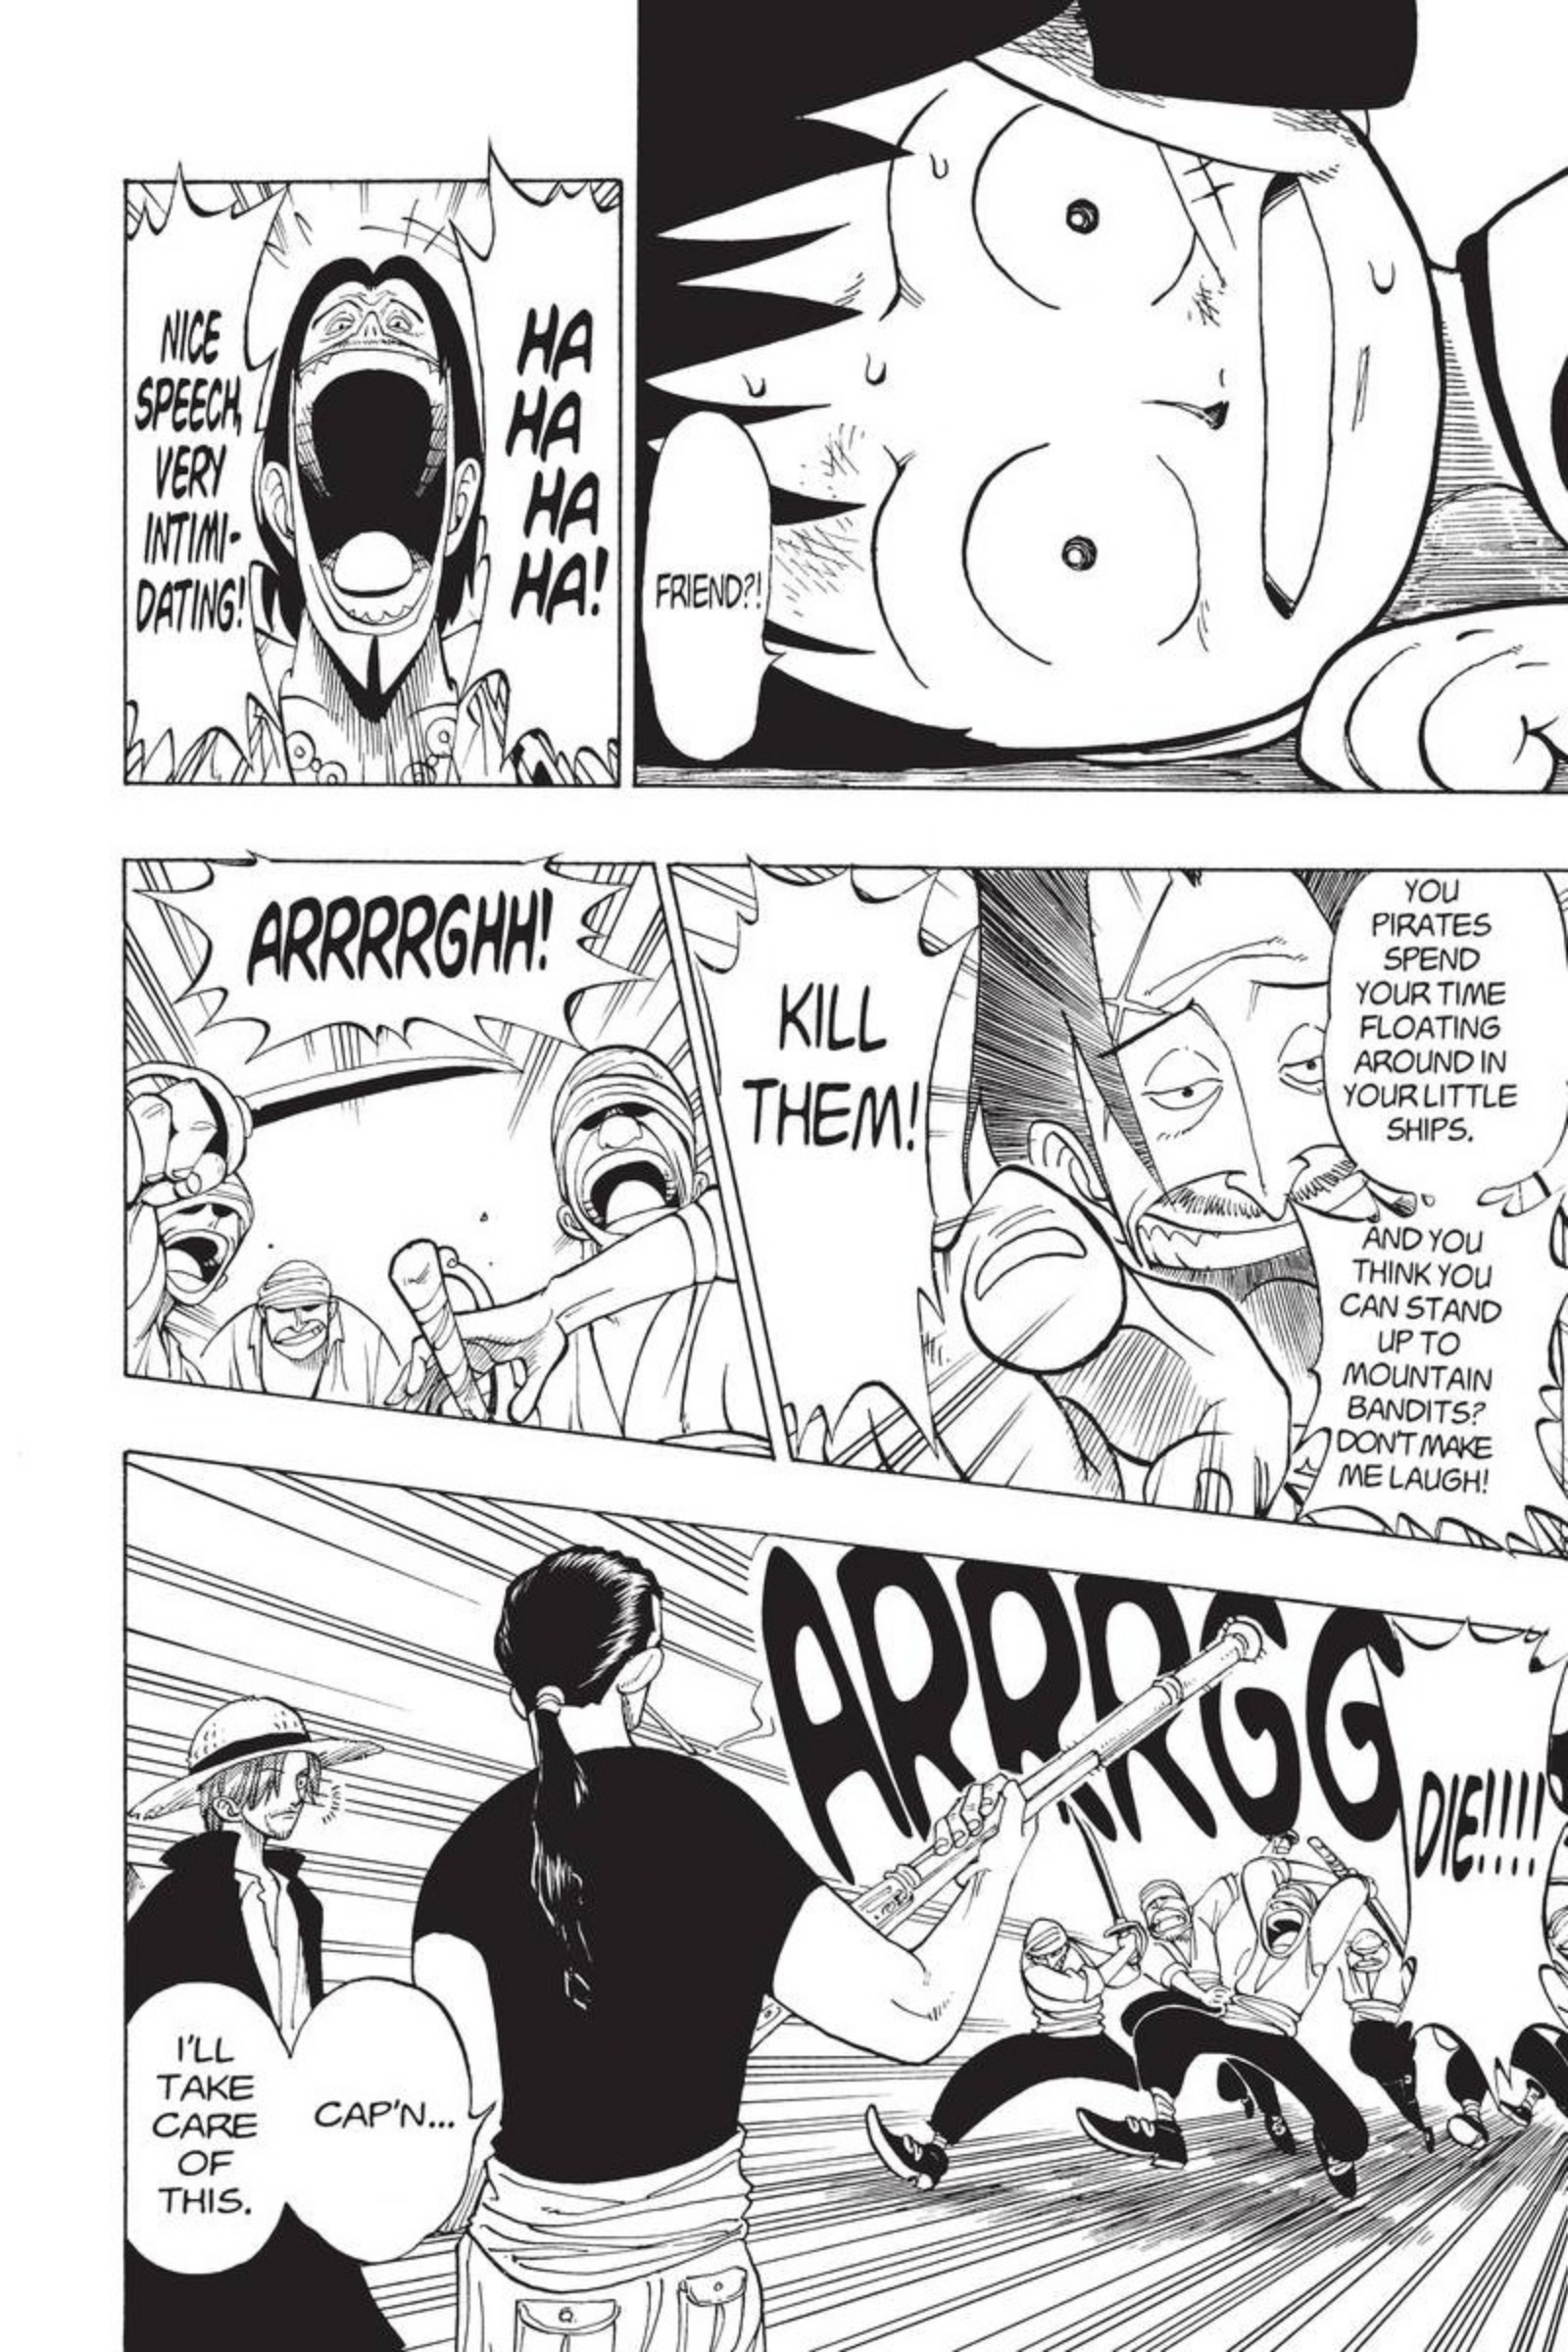 FRIEND?!
HA
HA
HA
HA!
NICE
SPEECH,
VERY
INTIMI-
DATING!
YOU
PIRATES
SPEND
YOUR TIME
FLOATING
AROUND IN
YOUR LITTLE
SHIPS.
AND YOU
THINK YOU
CAN STAND
UP TO
MOUNTAIN
BANDITS?
DON'T MAKE
ME LAUGH!
KILL
THEM!
ARRRRGHH!
DIE!!!!
ARRRRGG
CAP'N...
I'LL
TAKE
CARE
OF
THIS.